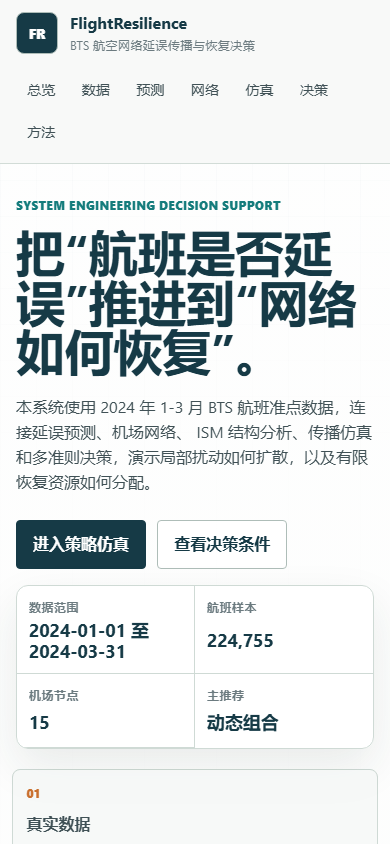 FR
FlightResilience
BTS 航空网络延误传播与恢复决策
总览 数据 预测 网络 仿真 决策
方法
SYSTEM ENGINEERING DECISION SUPPORT
把“航班是否延
误”推进到“网络
如何恢复”。
本系统使用 2024 年 1-3 月 BTS 航班准点数据，连
接延误预测、机场网络、 ISM 结构分析、传播仿真
和多准则决策，演示局部扰动如何扩散，以及有限
恢复资源如何分配。
进入策略仿真 查看决策条件
数据范围
2024-01-01 至
2024-03-31
航班样本
224,755
机场节点
15
主推荐
动态组合
01
真实数据